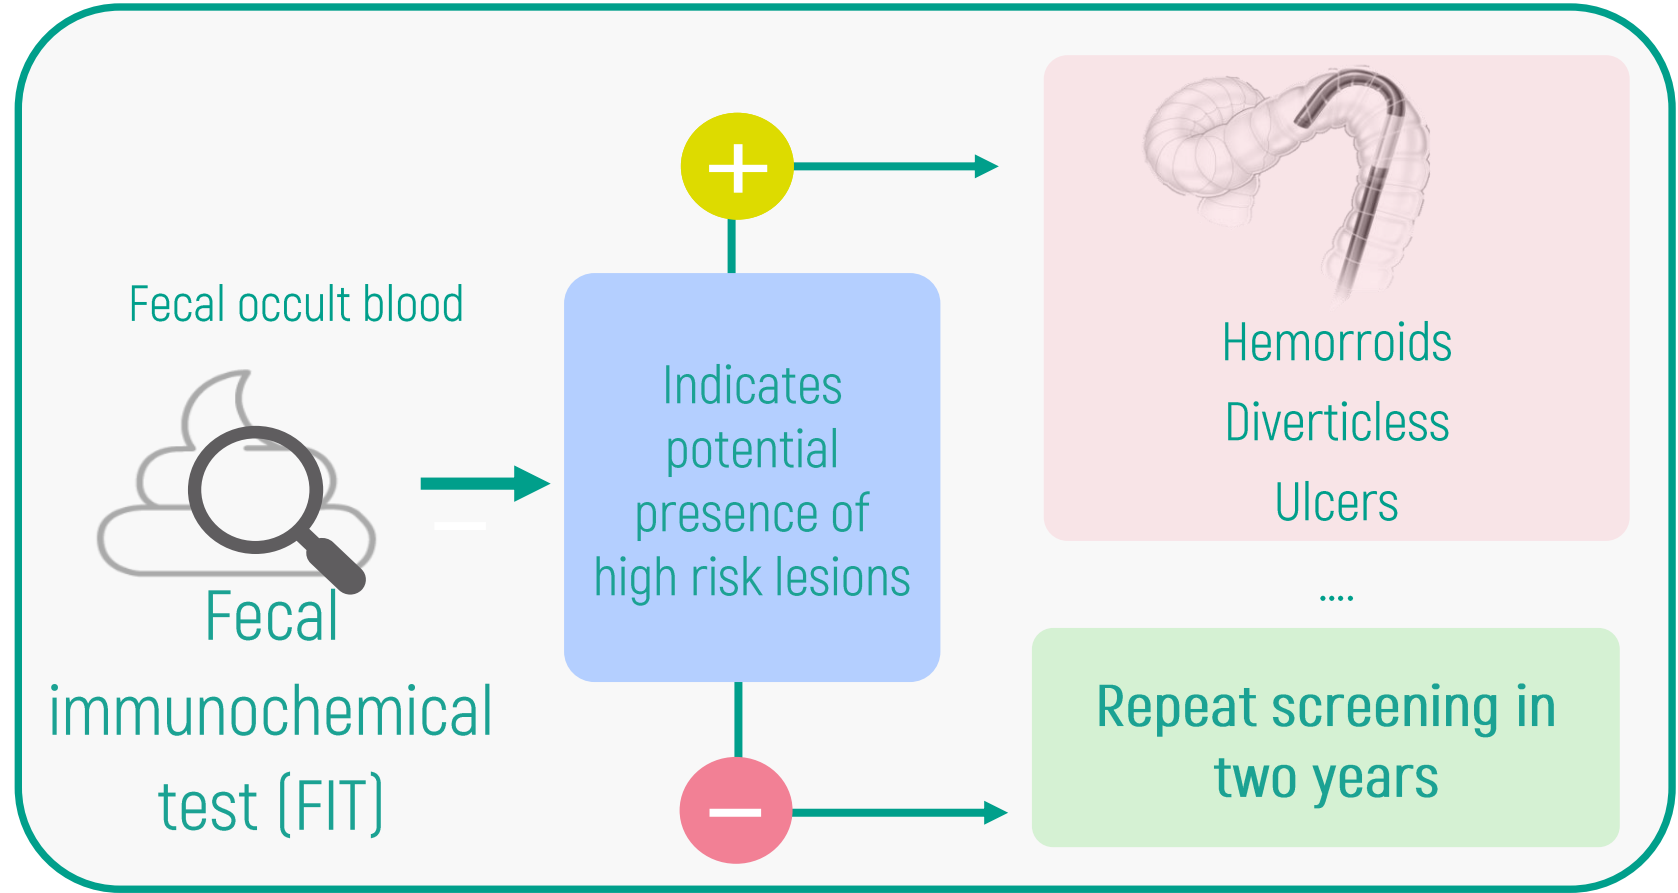 Fecal occult blood
Fecal
immunochemical
test (FIT)
Indicates
potential
presence of
high risk lesions
Hemorroids
Diverticless
Ulcers
....
Repeat screening in
two years